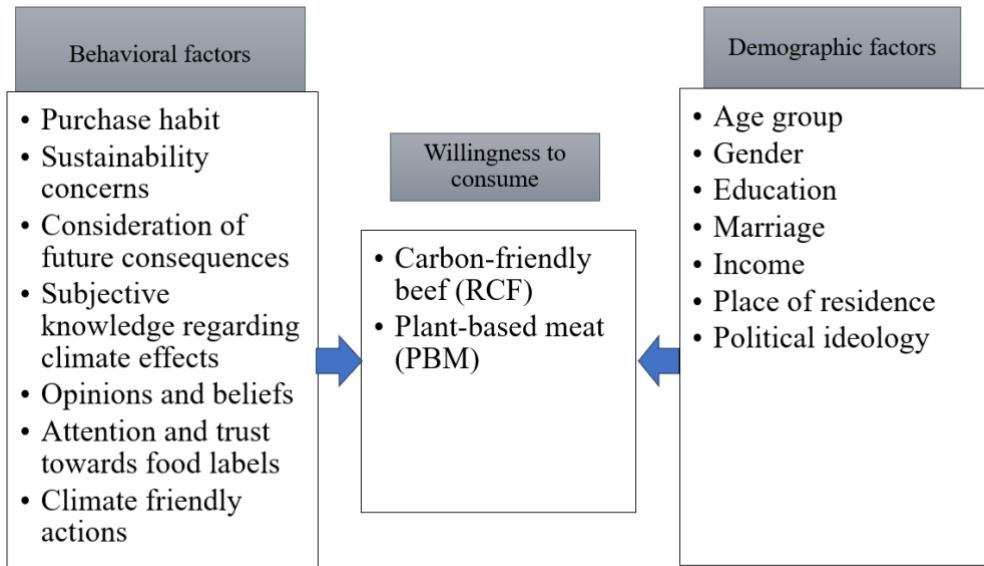 Behavioral factors
• Purchase habit
• Sustainability
concerns
• Consideration of
future consequences
• Subjective
knowledge regarding
climate effects
• Opinions and beliefs
• Attention and trust
towards food labels
• Climate friendly
actions
Willingness to
consume
• Carbon-friendly
beef (RCF)
• Plant-based meat
(PBM)
Demographic factors
• Age group
• Gender
• Education
• Marriage
• Income
• Place of residence
• Political ideology